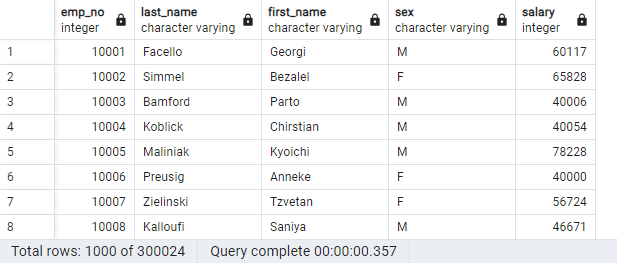 emp_no last_name first_name sex salary
integer character varying character varying character varying integer
1 10001 Facello Georgi M 60117
2 10002 Simmel Bezalel F 65828
3 10003 Bamford Parto M 40006
4 10004 Koblick Chirstian M 40054
5 10005 Maliniak Kyoichi M 78228
6 10006 Preusig Anneke F 40000
7 10007 Zielinski Tzvetan F 56724
8 10008 Kalloufi Saniya M 46671
Total rows: 1000 of 300024 Query complete 00:00:00.357